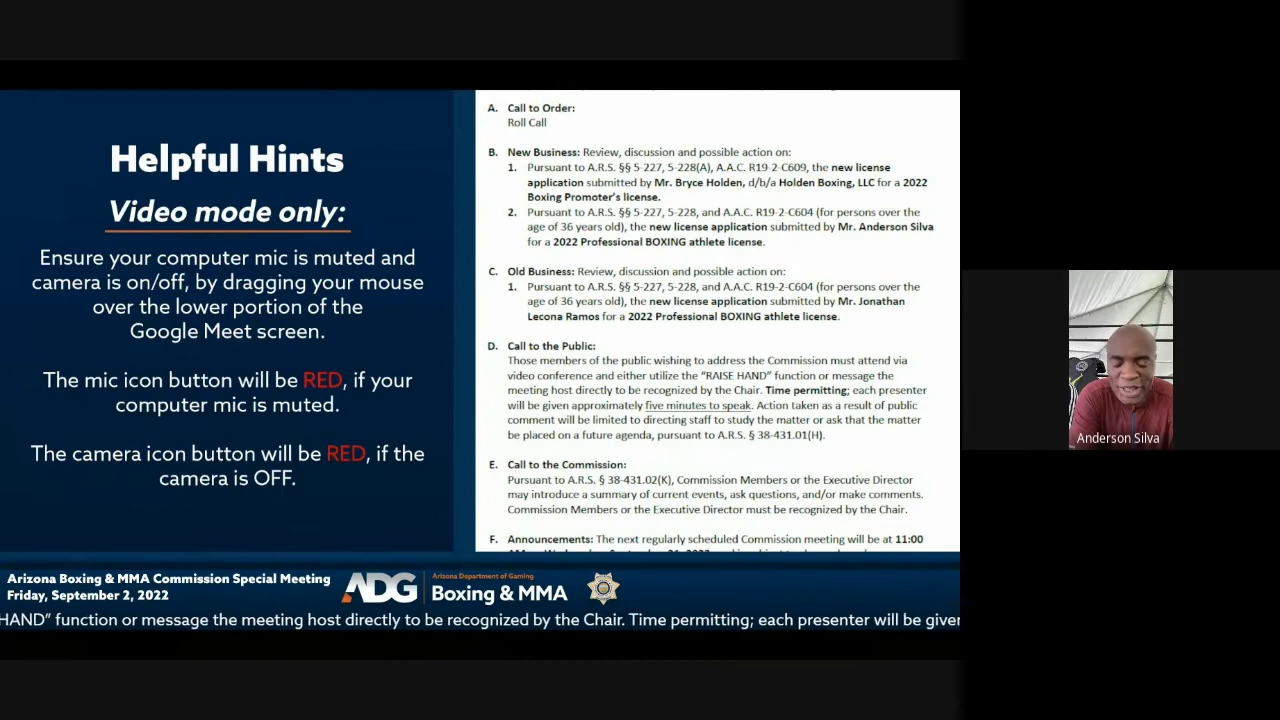 Helpful Hints
Video mode only:
Ensure your computer mic is muted and
camera is on/off, by dragging your mouse
over the lower portion of the
Google Meet screen.
The mic icon button will be RED, if your
computer mic is muted.
The camera icon button will be RED, if the
camera is OFF.
A. Call to Order:
Roll Call
B. New Business: Review, discussion and possible action on:
1. Pursuant to A.R.S. §§ 5-227, 5-228(A), A.A.C. R19-2-C609, the new license
application submitted by Mr. Bryce Holden, d/b/a Holden Boxing, LLC for a 2022
Boxing Promoter's license.
2. Pursuant to A.R.S. §§ 5-227, 5-228, and A.A.C. R19-2-C604 (for persons over the
age of 36 years old), the new license application submitted by Mr. Anderson Silva
for a 2022 Professional BOXING athlete license.
C. Old Business: Review, discussion and possible action on:
1. Pursuant to A.R.S. §§ 5-227, 5-228, and A.A.C. R19-2-C604 (for persons over the
age of 36 years old), the new license application submitted by Mr. Jonathan
Lecona Ramos for a 2022 Professional BOXING athlete license.
D. Call to the Public:
Those members of the public wishing to address the Commission must attend via
video conference and either utilize the "RAISE HAND" function or message the
meeting host directly to be recognized by the Chair. Time permitting; each presenter
will be given approximately five minutes to speak. Action taken as a result of public
comment will be limited to directing staff to study the matter or ask that the matter
be placed on a future agenda, pursuant to A.R.S. § 38-431.01(H).
E. Call to the Commission:
Pursuant to A.R.S. § 38-431.02(K), Commission Members or the Executive Director
may introduce a summary of current events, ask questions, and/or make comments.
Commission Members or the Executive Director must be recognized by the Chair.
F. Announcements: The next regularly scheduled Commission meeting will be at 11:00
Anderson Silva
Arizona Boxing & MMA Commission Special Meeting
Friday, September 2, 2022
ADG
Arizona Department of Gaming
Boxing & MMA
HAND" function or message the meeting host directly to be recognized by the Chair. Time permitting; each presenter will be given